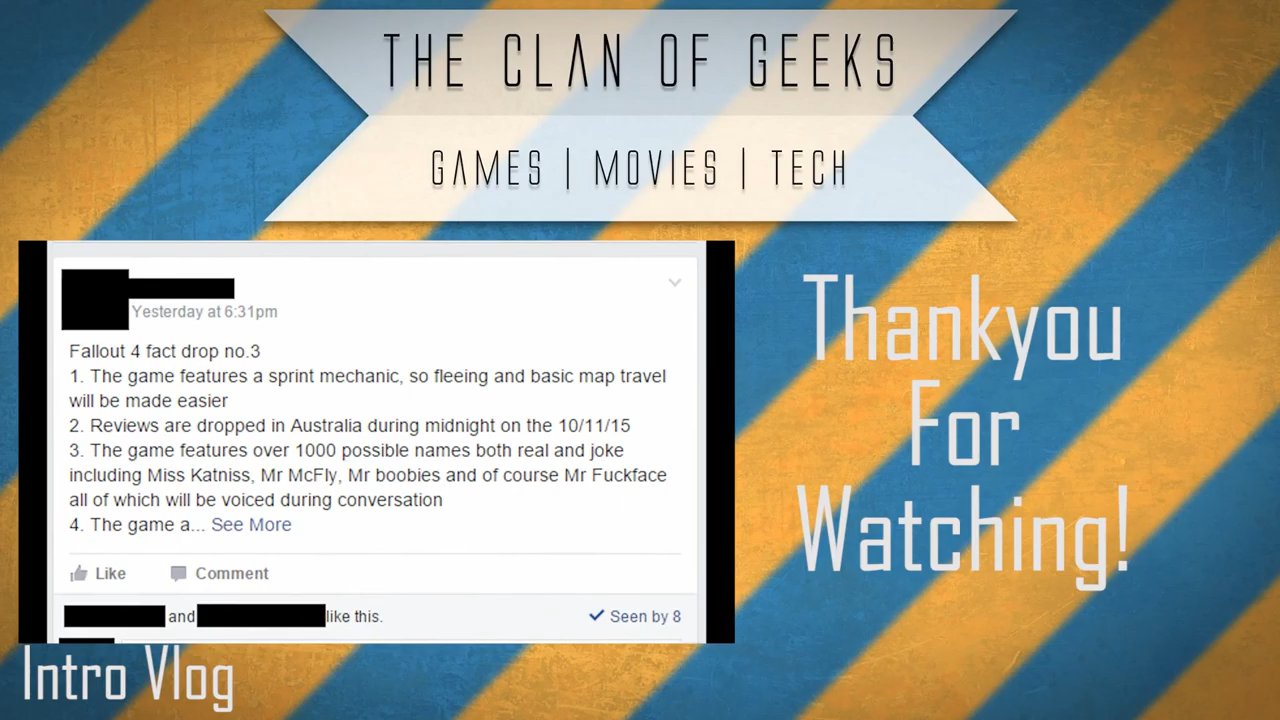 THE CLAN OF GEEKS
GAMES | MOVIES | TECH
Yesterday at 6:31pm
Fallout 4 fact drop no.3
1. The game features a sprint mechanic, so fleeing and basic map travel
will be made easier
2. Reviews are dropped in Australia during midnight on the 10/11/15
3. The game features over 1000 possible names both real and joke
including Miss Katniss, Mr McFly, Mr boobies and of course Mr Fuckface
all of which will be voiced during conversation
4. The game a... See More
Like Comment
and like this.
Seen by 8
Thankyou
For
Watching!
Intro Vlog